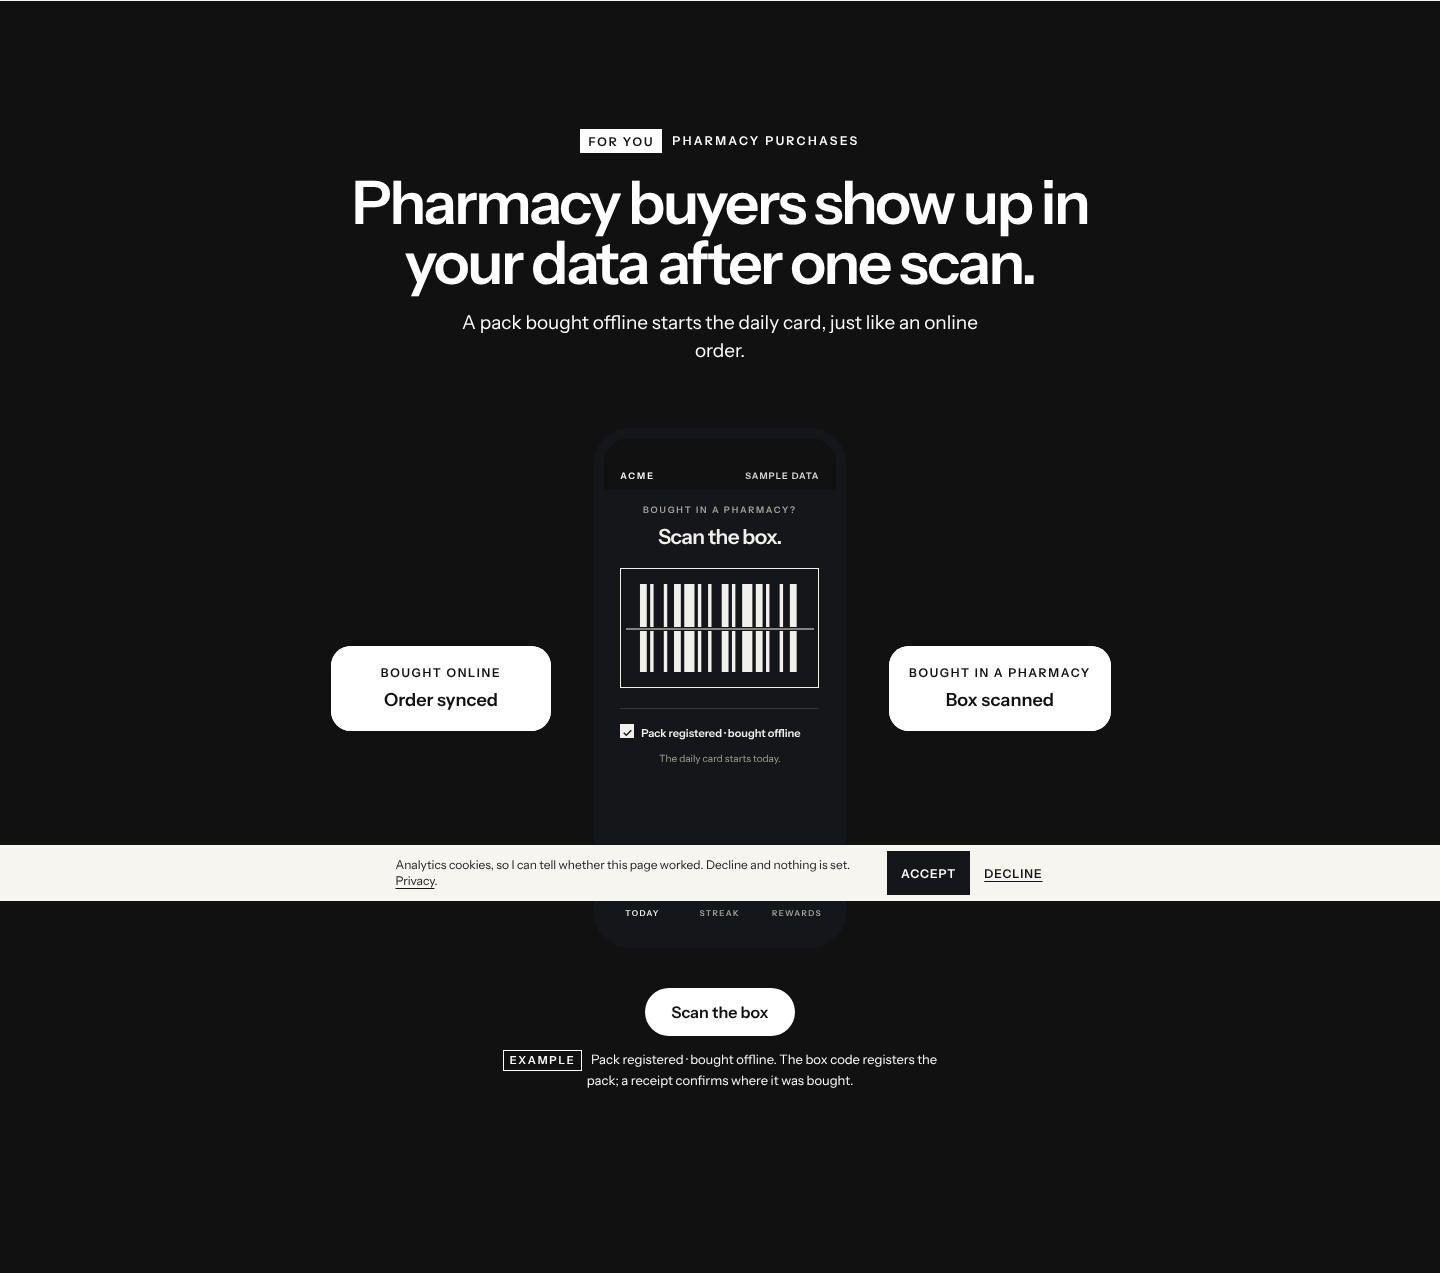 FOR YOU PHARMACY PURCHASES
Pharmacy buyers show up in
your data after one scan.
A pack bought offline starts the daily card, just like an online
order.
ACME SAMPLE DATA
BOUGHT IN A PHARMACY?
Scan the box.
BOUGHT ONLINE
Order synced
BOUGHT IN A PHARMACY
Box scanned
Pack registered · bought offline
The daily card starts today.
Analytics cookies, so I can tell whether this page worked. Decline and nothing is set.
Privacy.
ACCEPT DECLINE
TODAY STREAK REWARDS
Scan the box
EXAMPLE Pack registered · bought offline. The box code registers the
pack; a receipt confirms where it was bought.